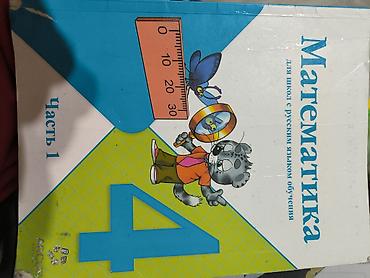 Математика
для школ с русским языком обучения
0 10 20 30
4
Часть 1